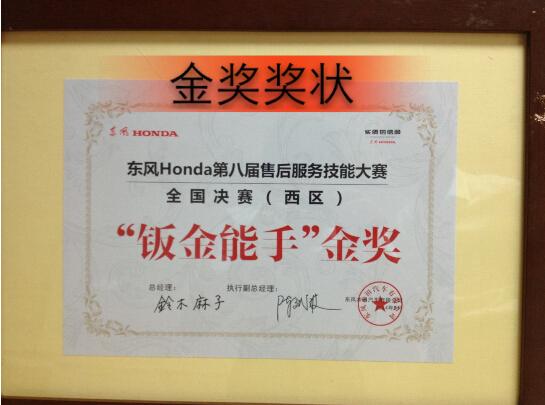 金奖奖状
东风 HONDA
东风Honda第八届售后服务技能大赛
全国决赛（西区）
“钣金能手”金奖
总经理：
执行副总经理：
鈴木麻子